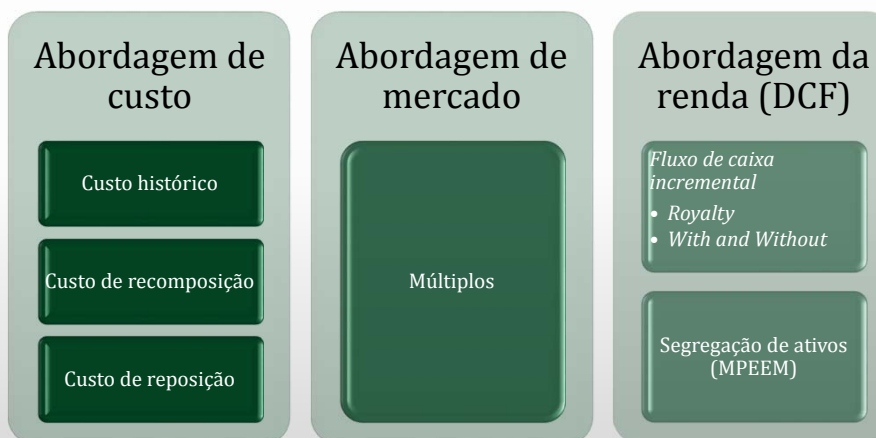 Abordagem de
custo
Custo histórico
Custo de recomposição
Custo de reposição
Abordagem de
mercado
Múltiplos
Abordagem da
renda (DCF)
Fluxo de caixa
incremental
• Royalty
• With and Without
Segregação de ativos
(MPEEM)